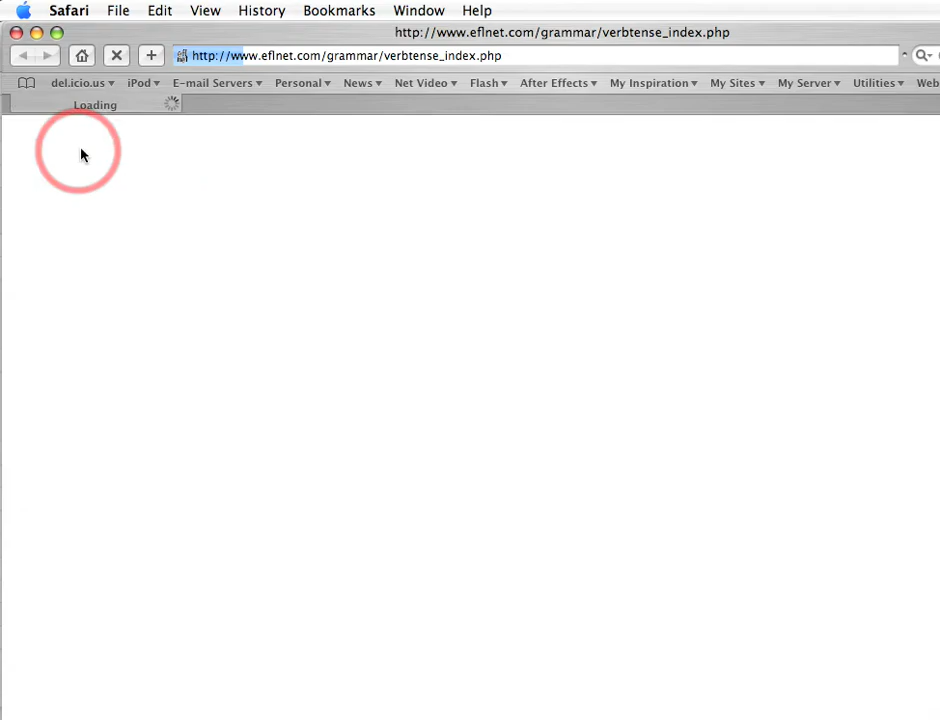 Safari File Edit View History Bookmarks Window Help
http://www.eflnet.com/grammar/verbtense_index.php
http://www.eflnet.com/grammar/verbtense_index.php
del.icio.us iPod E-mail Servers Personal News Net Video Flash After Effects My Inspiration My Sites My Server Utilities Web
Loading